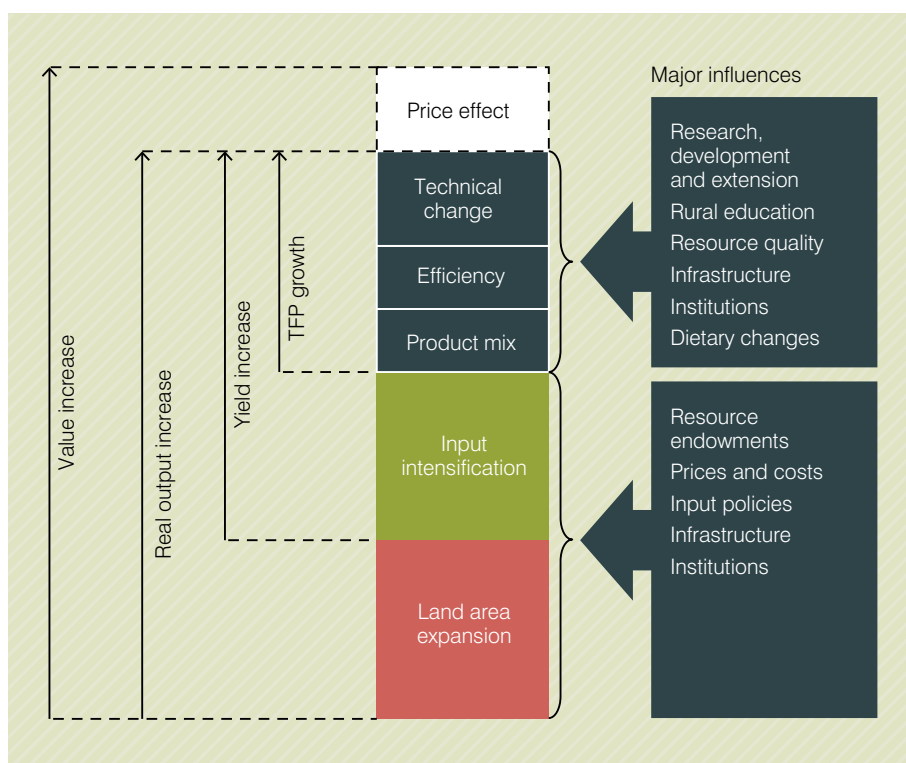 Value increase
Real output increase
Yield increase
TFP growth
Price effect
Technical
change
Efficiency
Product mix
Input
intensification
Land area
expansion
Major influences
Research,
development
and extension
Rural education
Resource quality
Infrastructure
Institutions
Dietary changes
Resource
endowments
Prices and costs
Input policies
Infrastructure
Institutions